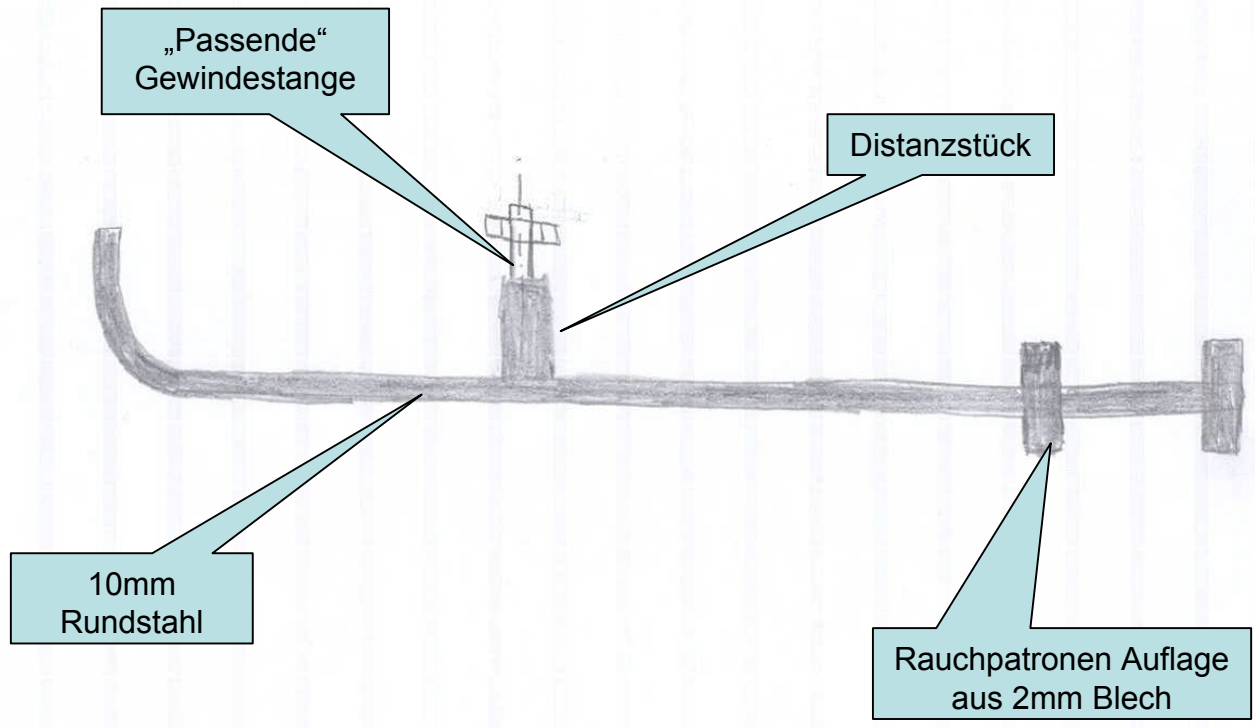 „Passende“
Gewindestange
Distanzstück
10mm
Rundstahl
Rauchpatronen Auflage
aus 2mm Blech